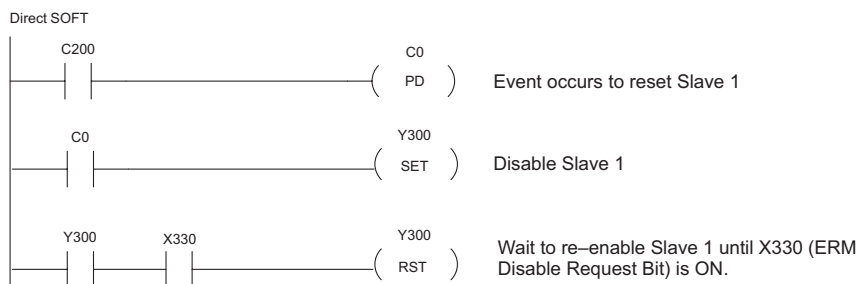 Direct SOFT
C200
C0
PD
Event occurs to reset Slave 1
C0
Y300
SET
Disable Slave 1
Y300
X330
Y300
RST
Wait to re–enable Slave 1 until X330 (ERM
Disable Request Bit) is ON.